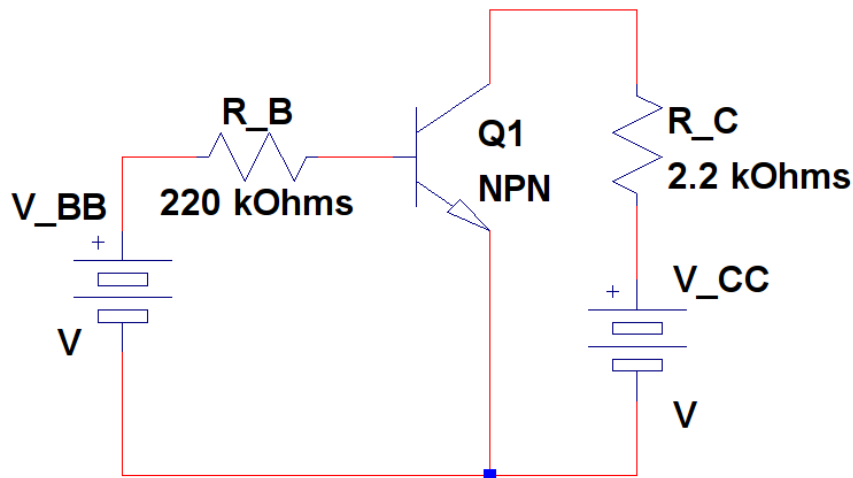 R_B
220 kOhms
V_BB
+
V
Q1
NPN
R_C
2.2 kOhms
V_CC
+
V